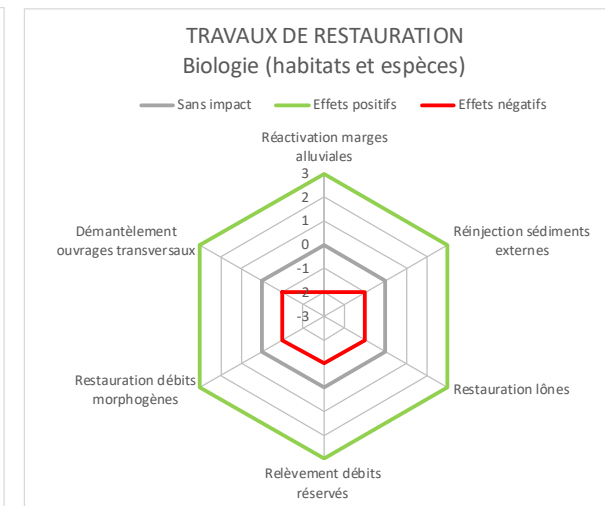 TRAVAUX DE RESTAURATION
Biologie (habitats et espèces)
Sans impact
Effets positifs
Effets négatifs
Réactivation marges
alluviales
3
2
1
0
-1
-2
-3
Réinjection sédiments
externes
Restauration lônes
Relèvement débits
réservés
Restauration débits
morphogènes
Démantèlement
ouvrages transversaux